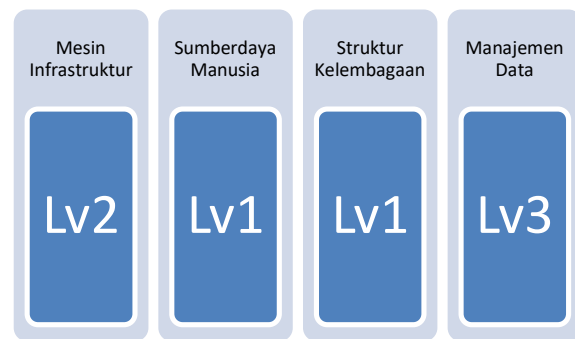 Mesin
Infrastruktur
Lv2
Sumberdaya
Manusia
Lv1
Struktur
Kelembagaan
Lv1
Manajemen
Data
Lv3